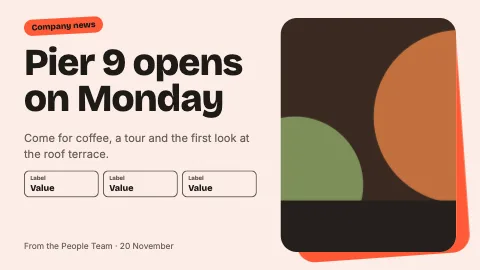 Company news
Pier 9 opens
on Monday
Come for coffee, a tour and the first look at
the roof terrace.
Label
Value
Label
Value
Label
Value
From the People Team · 20 November